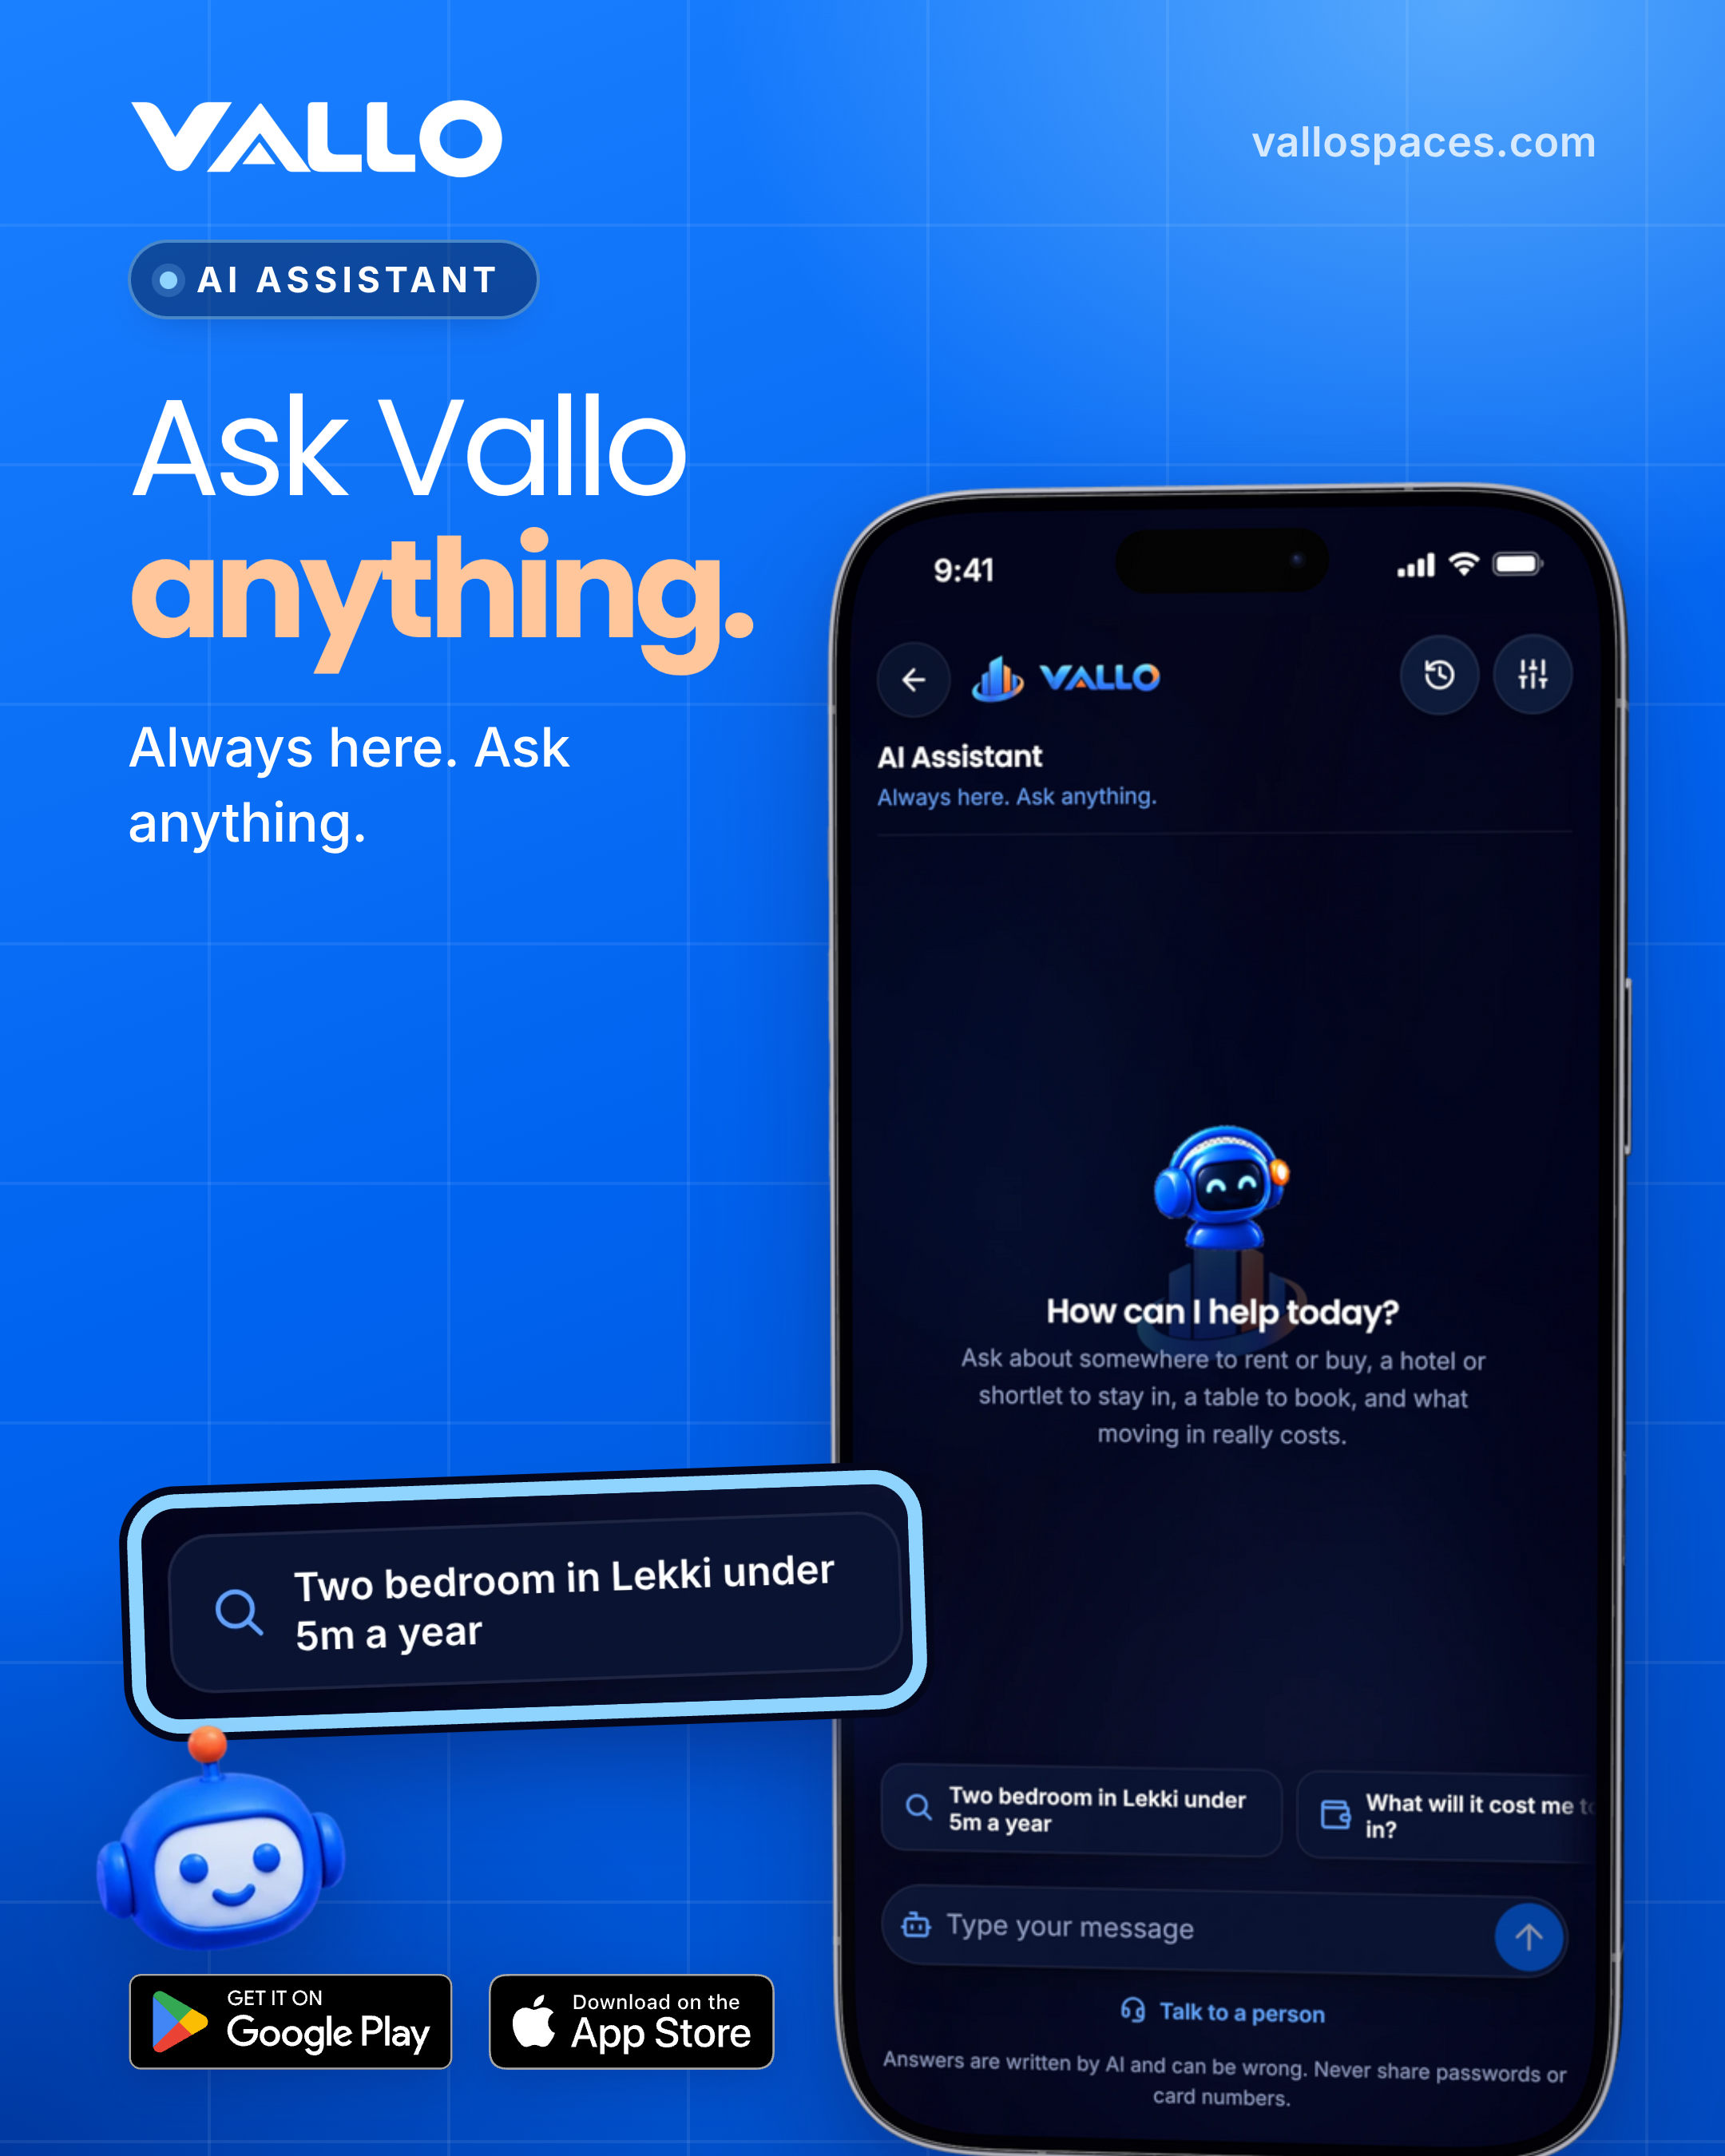 VALLO
vallospaces.com
AI ASSISTANT
Ask Vallo
anything.
Always here. Ask
anything.
9:41
VALLO
AI Assistant
Always here. Ask anything.
How can I help today?
Ask about somewhere to rent or buy, a hotel or
shortlet to stay in, a table to book, and what
moving in really costs.
Two bedroom in Lekki under
5m a year
Two bedroom in Lekki under
5m a year
What will it cost me to
in?
Type your message
Talk to a person
Answers are written by AI and can be wrong. Never share passwords or
card numbers.
GET IT ON
Google Play
Download on the
App Store